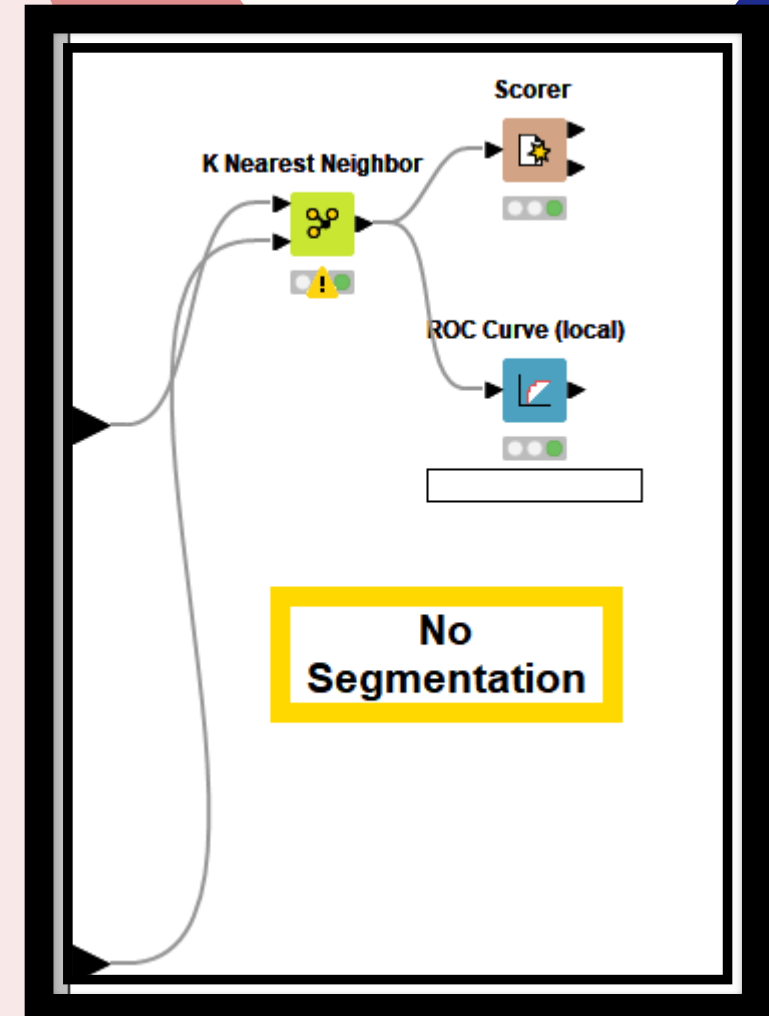 Scorer
K Nearest Neighbor
ROC Curve (local)
No
Segmentation